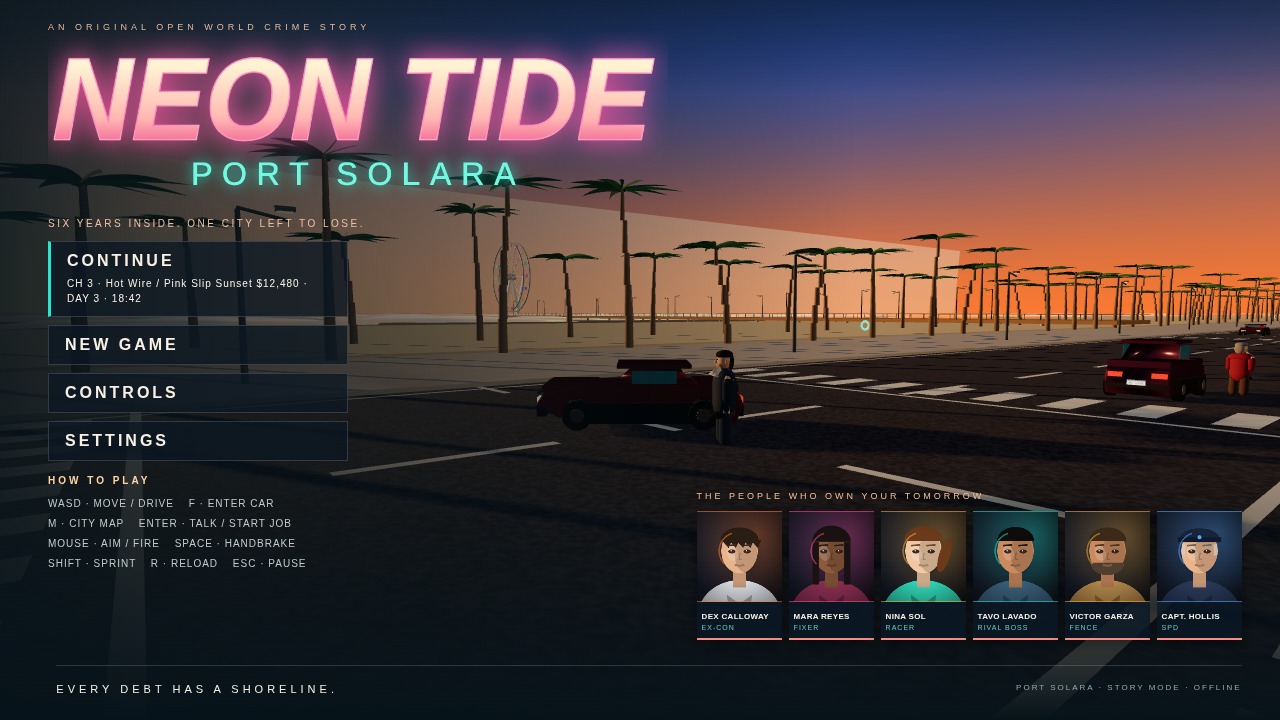 AN ORIGINAL OPEN WORLD CRIME STORY
NEON TIDE
PORT SOLARA
SIX YEARS INSIDE. ONE CITY LEFT TO LOSE.
CONTINUE
CH 3 · Hot Wire / Pink Slip Sunset $12,480 ·
DAY 3 · 18:42
NEW GAME
CONTROLS
SETTINGS
HOW TO PLAY
WASD · MOVE / DRIVE F · ENTER CAR
M · CITY MAP ENTER · TALK / START JOB
MOUSE · AIM / FIRE SPACE · HANDBRAKE
SHIFT · SPRINT R · RELOAD ESC · PAUSE
THE PEOPLE WHO OWN YOUR TOMORROW
DEX CALLOWAY
EX-CON
MARA REYES
FIXER
NINA SOL
RACER
TAVO LAVADO
RIVAL BOSS
VICTOR GARZA
FENCE
CAPT. HOLLIS
SPD
EVERY DEBT HAS A SHORELINE.
PORT SOLARA · STORY MODE · OFFLINE